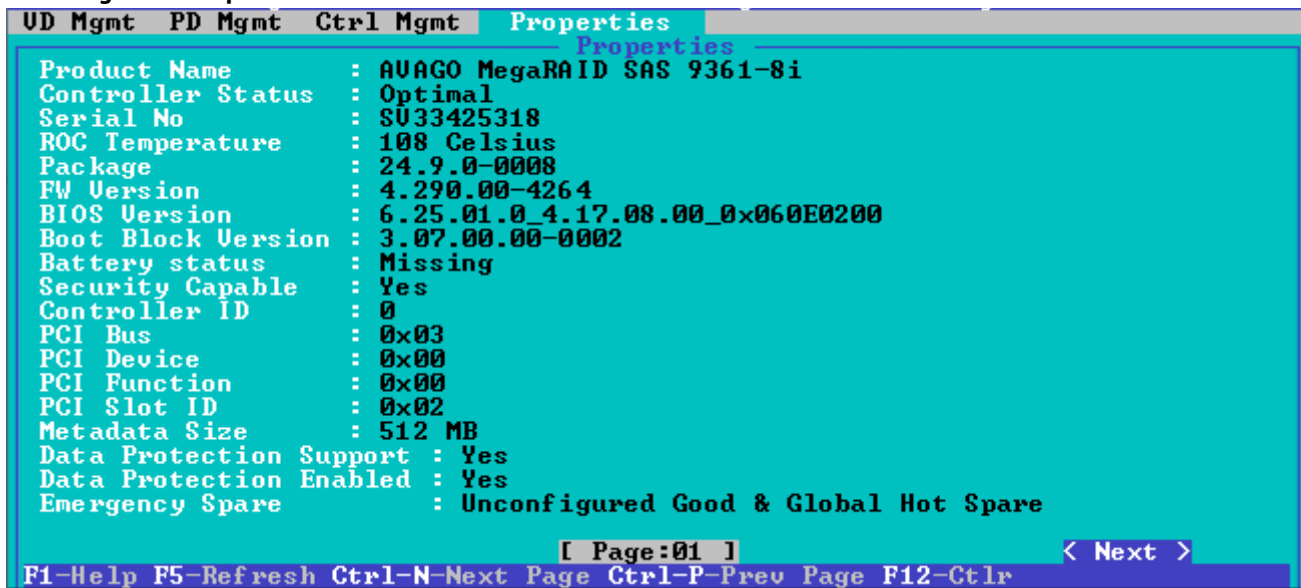 VD Mgmt PD Mgmt Ctrl Mgmt Properties
Properties
Product Name : AVAGO MegaRAID SAS 9361-8i
Controller Status : Optimal
Serial No : SV33425318
ROC Temperature : 108 Celsius
Package : 24.9.0-0008
FW Version : 4.290.00-4264
BIOS Version : 6.25.01.0_4.17.08.00_0x060E0200
Boot Block Version : 3.07.00.00-0002
Battery status : Missing
Security Capable : Yes
Controller ID : 0
PCI Bus : 0x03
PCI Device : 0x00
PCI Function : 0x00
PCI Slot ID : 0x02
Metadata Size : 512 MB
Data Protection Support : Yes
Data Protection Enabled : Yes
Emergency Spare : Unconfigured Good & Global Hot Spare
[ Page:01 ] < Next >
F1-Help F5-Refresh Ctrl-N-Next Page Ctrl-P-Prev Page F12-Ctlr